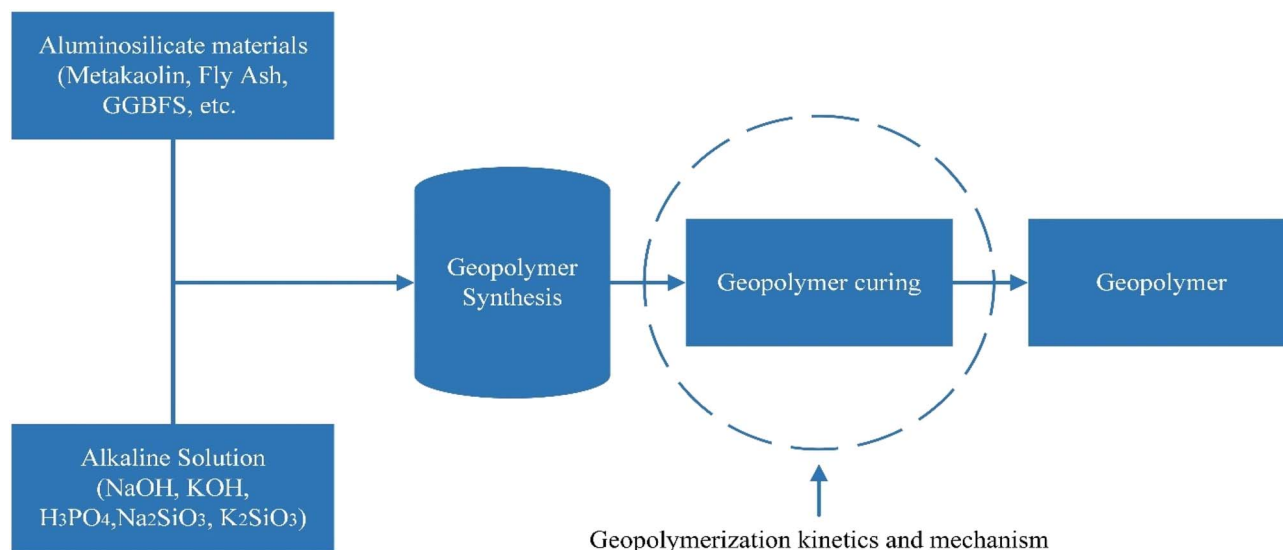 Aluminosilicate materials
(Metakaolin, Fly Ash,
GGBFS, etc.
Geopolymer
Synthesis
Geopolymer curing
Geopolymer
Alkaline Solution
(NaOH, KOH,
H₃PO₄,Na₂SiO₃, K₂SiO₃)
Geopolymerization kinetics and mechanism